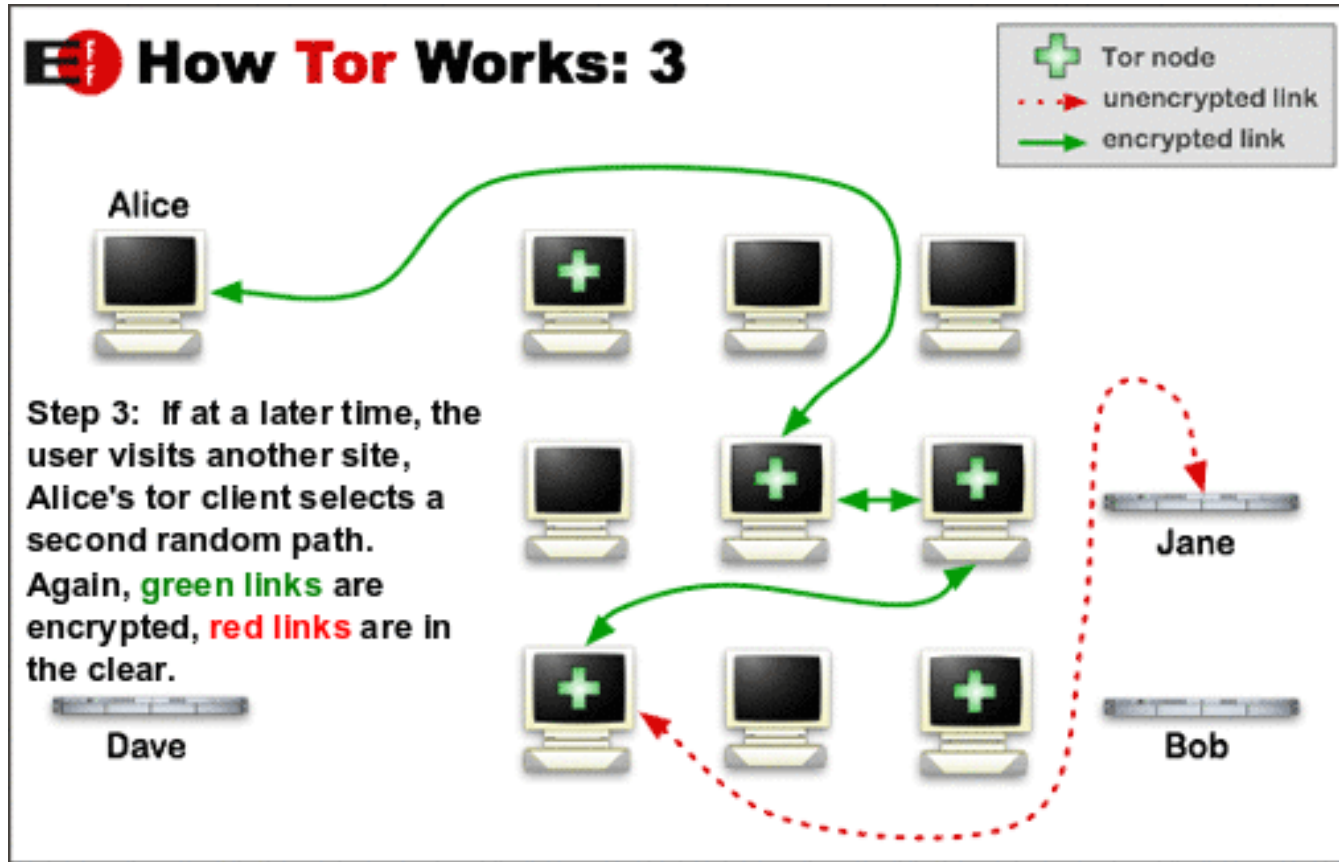 EFF How Tor Works: 3
Tor node
unencrypted link
encrypted link
Alice
Step 3:  If at a later time, the
user visits another site,
Alice's tor client selects a
second random path.
Again, green links are
encrypted, red links are in
the clear.
Jane
Dave
Bob